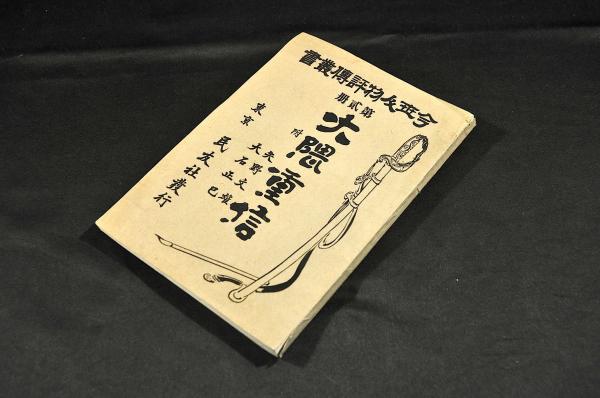 今世人物評傳叢書
第貳册
大隈重信
附
矢野文雄
大石正巳
東京
民友社發行